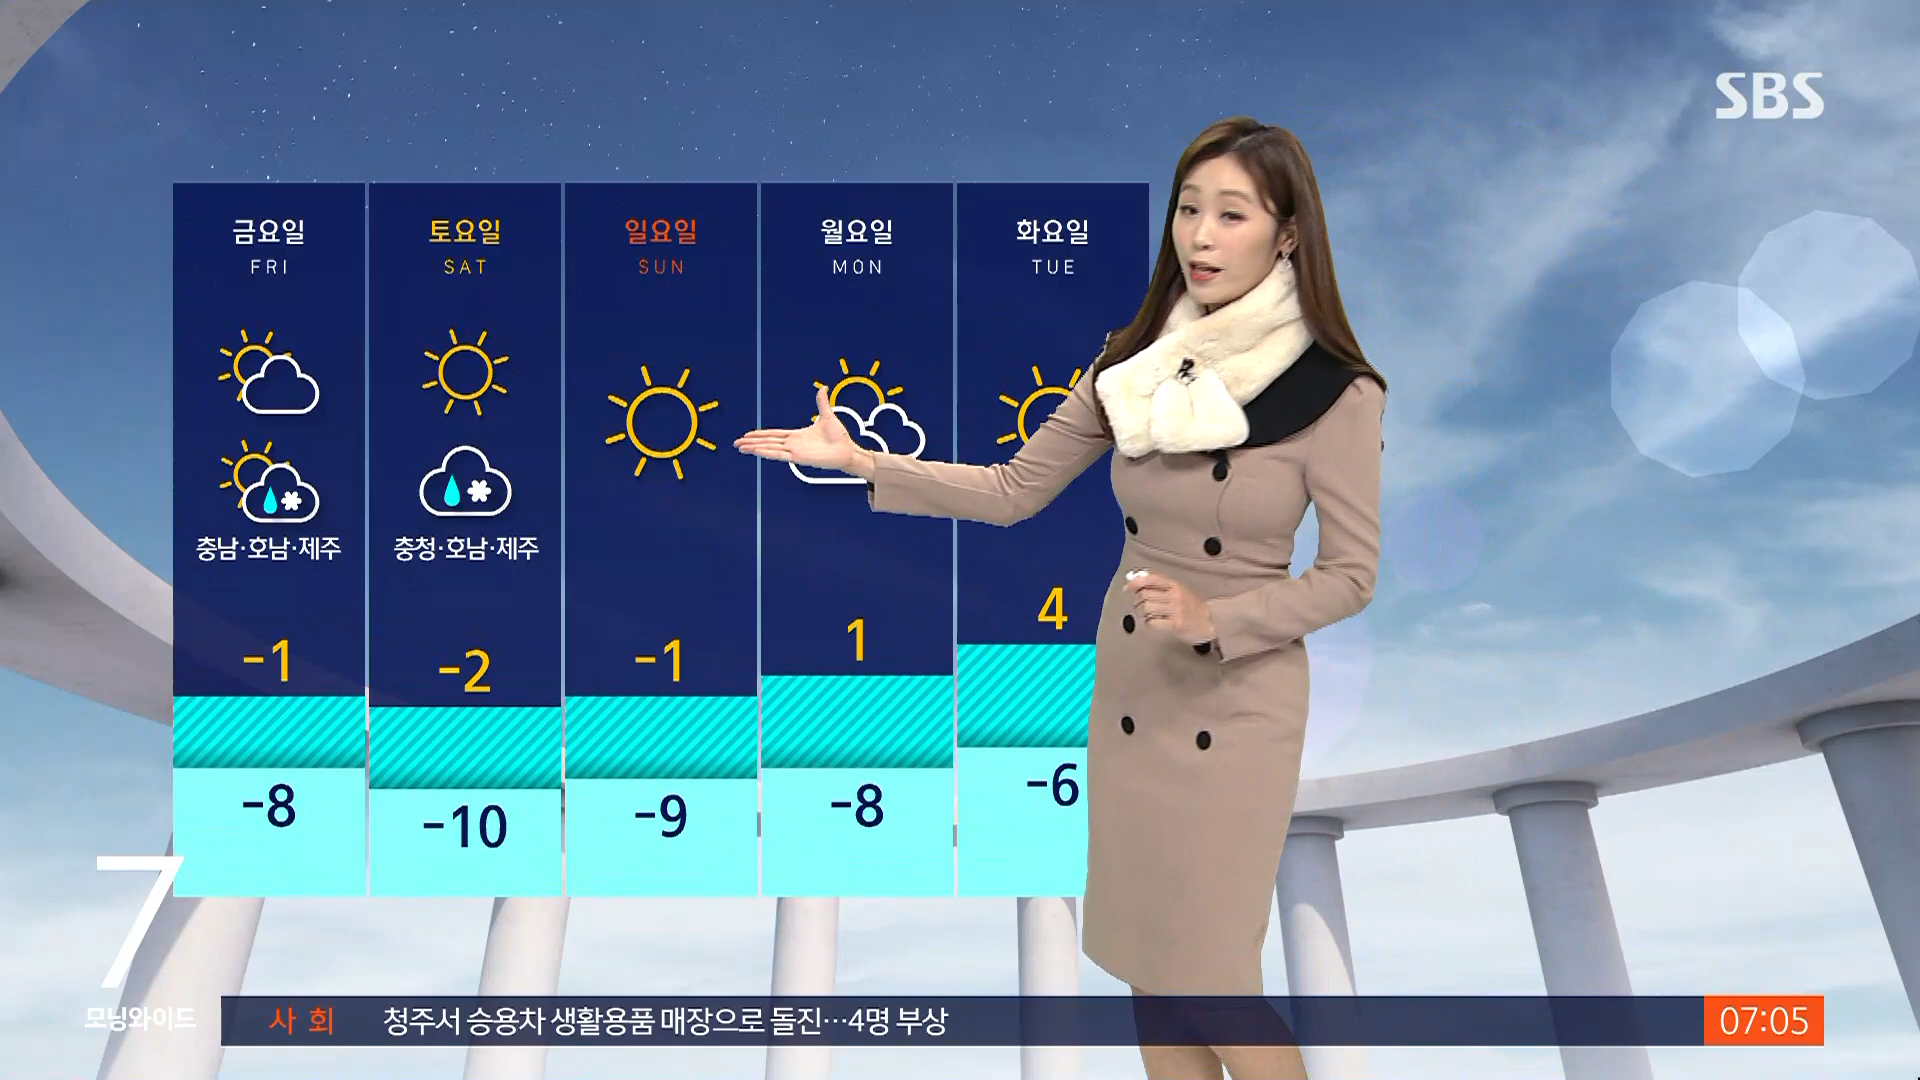 SBS
금요일
FRI
충남·호남·제주
-1
-8
토요일
SAT
충청·호남·제주
-2
-10
일요일
SUN
-1
-9
월요일
MON
1
-8
화요일
TUE
4
-6
7
모닝와이드
사회 청주서 승용차 생활용품 매장으로 돌진…4명 부상 07:05